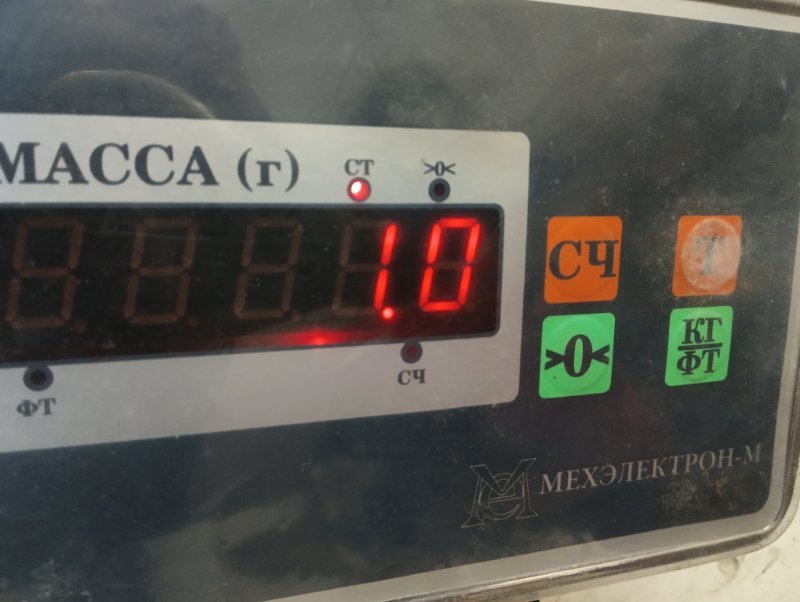 МАССА (г)
СТ
>0<
1.0
ФТ
СЧ
СЧ
Т
>0<
КГ
ФТ
МЕХЭЛЕКТРОН-М